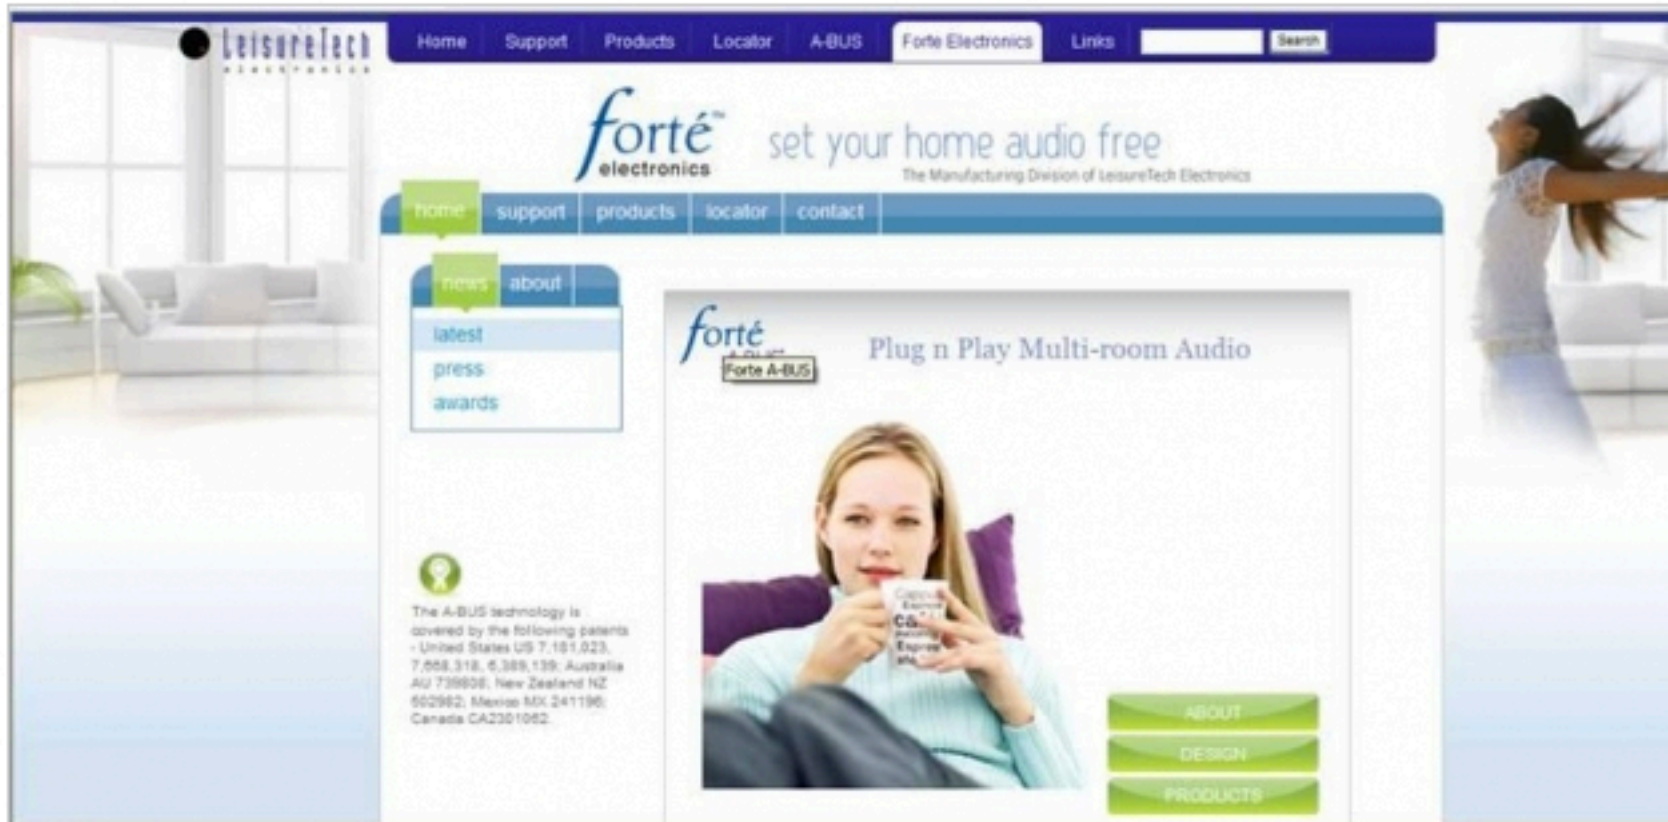 LeisureTech
electronics
Home Support Products Locator A-BUS Forte Electronics Links Search
forté™
electronics
set your home audio free
The Manufacturing Division of LeisureTech Electronics
home support products locator contact
news about
latest
press
awards
forté
Forte A-BUS
Plug n Play Multi-room Audio
The A-BUS technology is
covered by the following patents
- United States US 7,181,023,
7,668,318, 6,389,139; Australia
AU 739808; New Zealand NZ
502982; Mexico MX 241196;
Canada CA2301062.
ABOUT
DESIGN
PRODUCTS